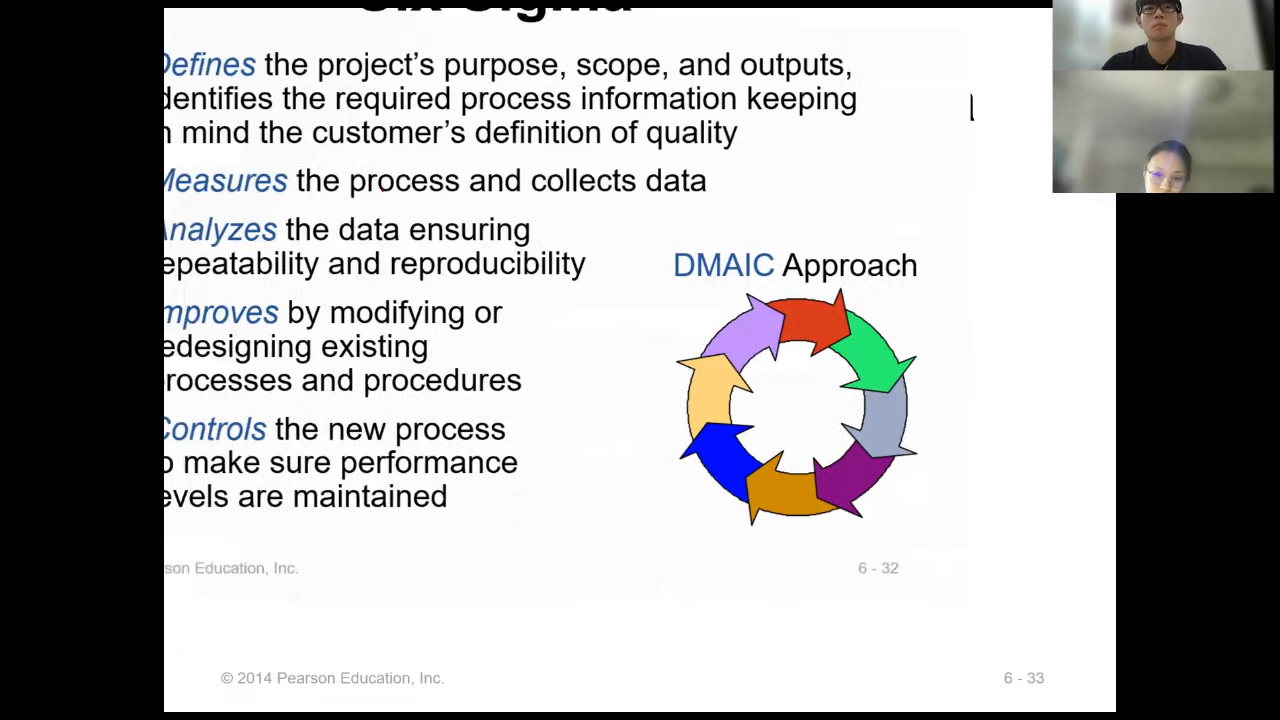 Six Sigma
Defines the project's purpose, scope, and outputs,
dentifies the required process information keeping
n mind the customer's definition of quality
Measures the process and collects data
Analyzes the data ensuring
epeatability and reproducibility
DMAIC Approach
mproves by modifying or
edesigning existing
rocesses and procedures
Controls the new process
o make sure performance
evels are maintained
son Education, Inc.
6 - 32
© 2014 Pearson Education, Inc.
6 - 33